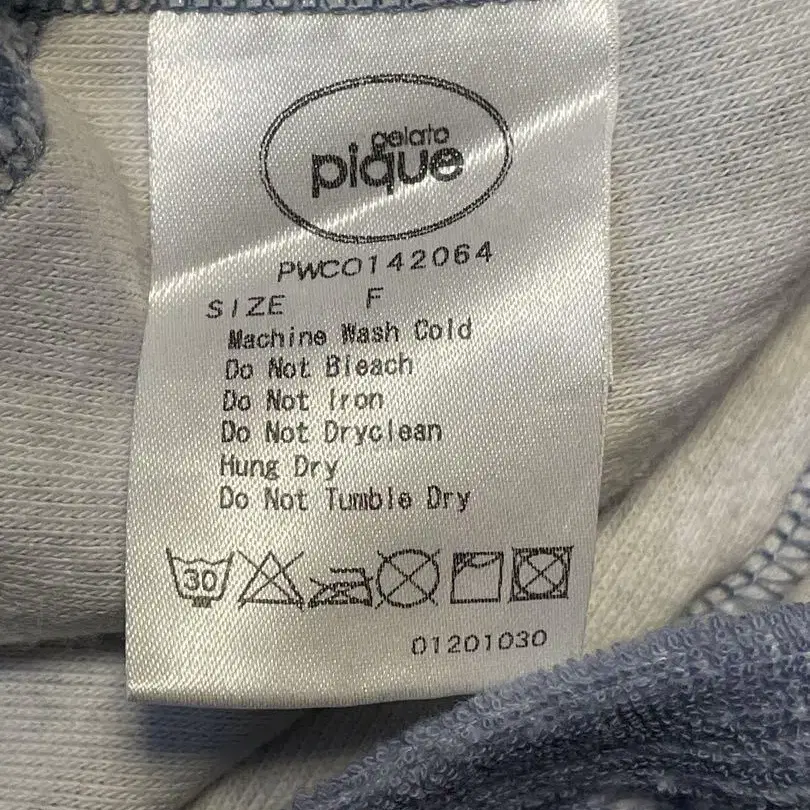 gelato
pique
PWCO142064
SIZE F
Machine Wash Cold
Do Not Bleach
Do Not Iron
Do Not Dryclean
Hung Dry
Do Not Tumble Dry
30
01201030